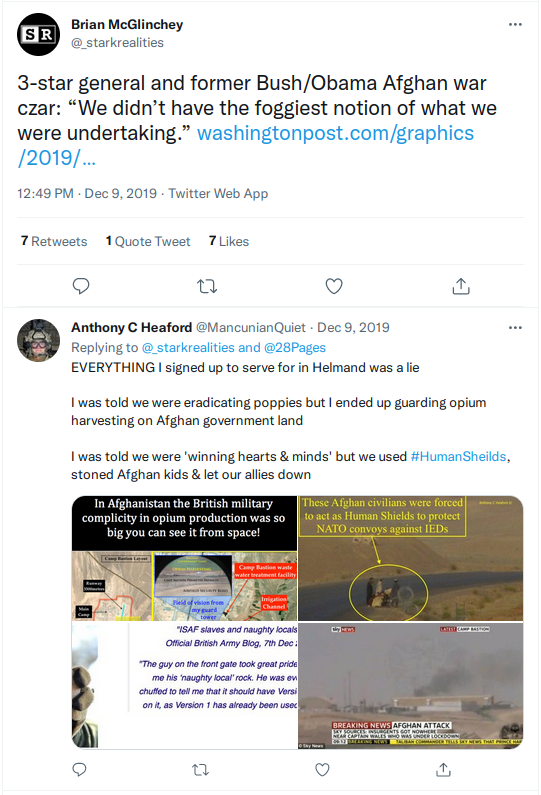 SR
Brian McGlinchey
@_starkrealities
3-star general and former Bush/Obama Afghan war
czar: “We didn’t have the foggiest notion of what we
were undertaking.” washingtonpost.com/graphics
/2019/…
12:49 PM · Dec 9, 2019 · Twitter Web App
7 Retweets 1 Quote Tweet 7 Likes
Anthony C Heaford @MancunianQuiet · Dec 9, 2019
Replying to @_starkrealities and @28Pages
EVERYTHING I signed up to serve for in Helmand was a lie
I was told we were eradicating poppies but I ended up guarding opium
harvesting on Afghan government land
I was told we were 'winning hearts & minds' but we used #HumanSheilds,
stoned Afghan kids & let our allies down
In Afghanistan the British military
complicity in opium production was so
big you can see it from space!
Camp Bastion Layout
Runway
Main
Camp
Field of vision from
my guard
tower
Camp Bastion waste
water treatment facility
Irrigation
Channel
These Afghan civilians were forced
to act as Human Shields to protect
NATO convoys against IEDs
"ISAF slaves and naughty locals
Official British Army Blog, 7th Dec
"The guy on the front gate took great pride
me his 'naughty local' rock. He was ev
chuffed to tell me that it should have Versi
on it, as Version 1 has already been used
sky NEWS
LATEST CAMP BASTION
BREAKING NEWS AFGHAN ATTACK
SKY SOURCES: INSURGENTS GOT NOWHERE
NEAR CAPTAIN WALES WHO WAS UNDER LOCKDOWN
06:12 BREAKING NEWS TALIBAN COMMANDER TELLS SKY NEWS THAT PRINCE HA
© Sky News